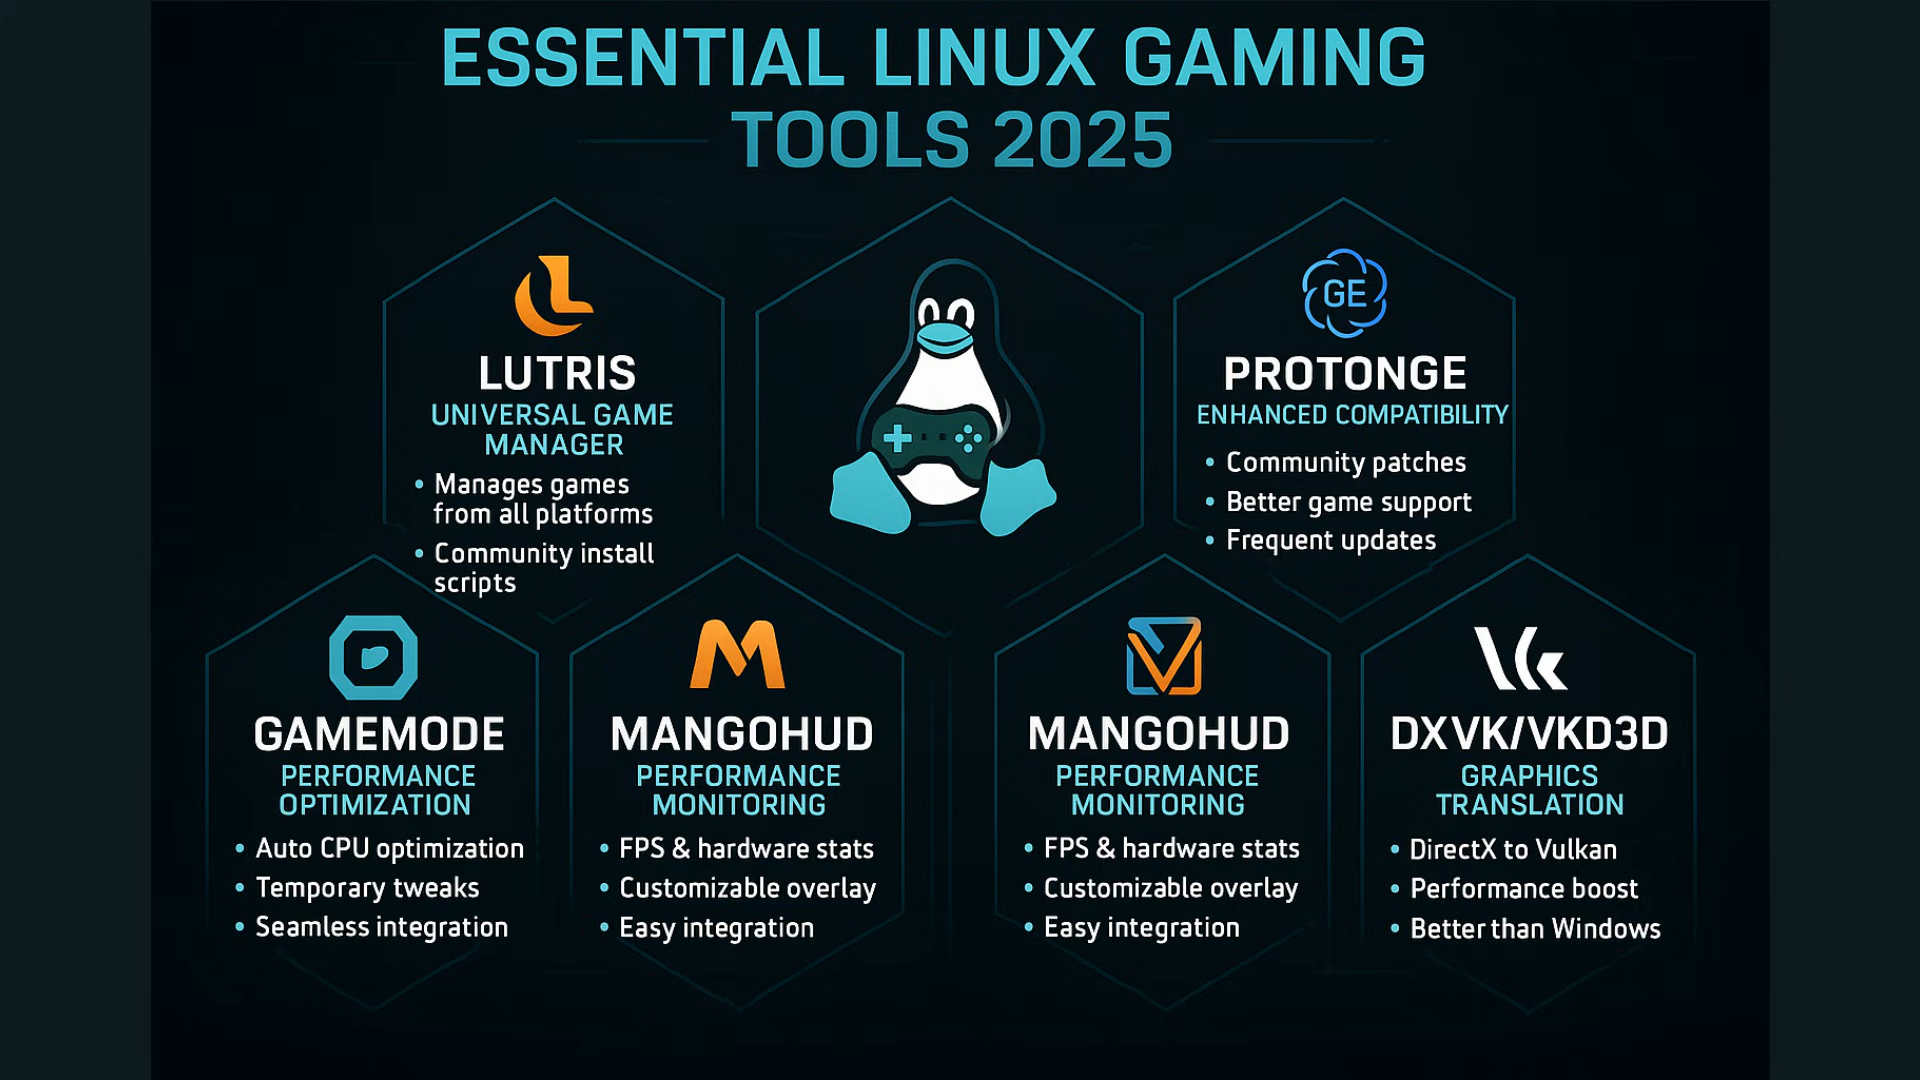 ESSENTIAL LINUX GAMING
TOOLS 2025
LUTRIS
UNIVERSAL GAME
MANAGER
• Manages games
from all platforms
• Community install
scripts
GE
PROTONGE
ENHANCED COMPATIBILITY
• Community patches
• Better game support
• Frequent updates
GAMEMODE
PERFORMANCE
OPTIMIZATION
• Auto CPU optimization
• Temporary tweaks
• Seamless integration
MANGOHUD
PERFORMANCE
MONITORING
• FPS & hardware stats
• Customizable overlay
• Easy integration
MANGOHUD
PERFORMANCE
MONITORING
• FPS & hardware stats
• Customizable overlay
• Easy integration
DXVK/VKD3D
GRAPHICS
TRANSLATION
• DirectX to Vulkan
• Performance boost
• Better than Windows